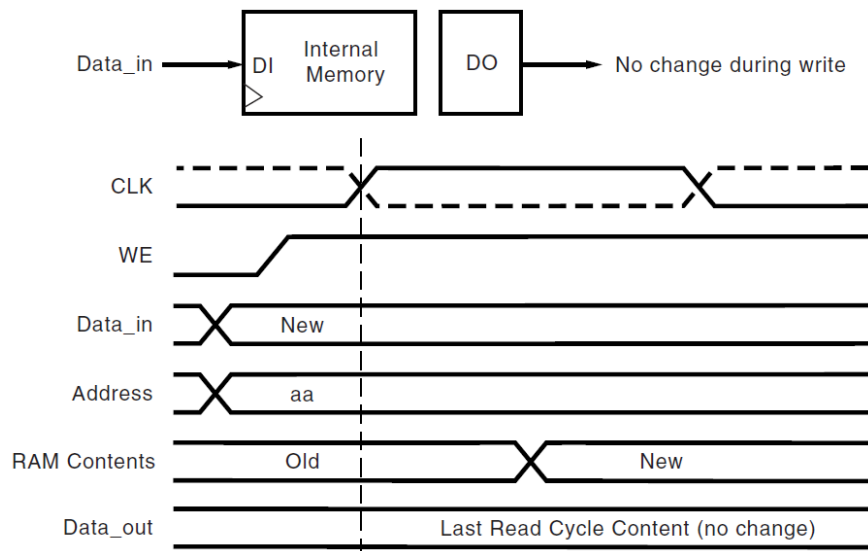 Data_in
DI
Internal
Memory
DO
No change during write
CLK
WE
Data_in
New
Address
aa
RAM Contents
Old
New
Data_out
Last Read Cycle Content (no change)